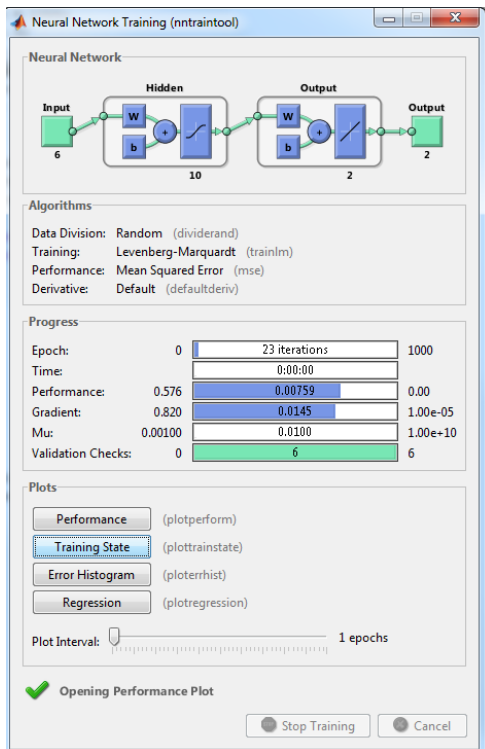 Neural Network Training (nntraintool)
Neural Network
Hidden Output
Input Output
W W
+ +
b b
6 2
10 2
Algorithms
Data Division: Random (dividerand)
Training: Levenberg-Marquardt (trainlm)
Performance: Mean Squared Error (mse)
Derivative: Default (defaultderiv)
Progress
Epoch: 0 23 iterations 1000
Time: 0:00:00
Performance: 0.576 0.00759 0.00
Gradient: 0.820 0.0145 1.00e-05
Mu: 0.00100 0.0100 1.00e+10
Validation Checks: 0 6 6
Plots
Performance (plotperform)
Training State (plottrainstate)
Error Histogram (ploterrhist)
Regression (plotregression)
Plot Interval: 1 epochs
Opening Performance Plot
Stop Training Cancel